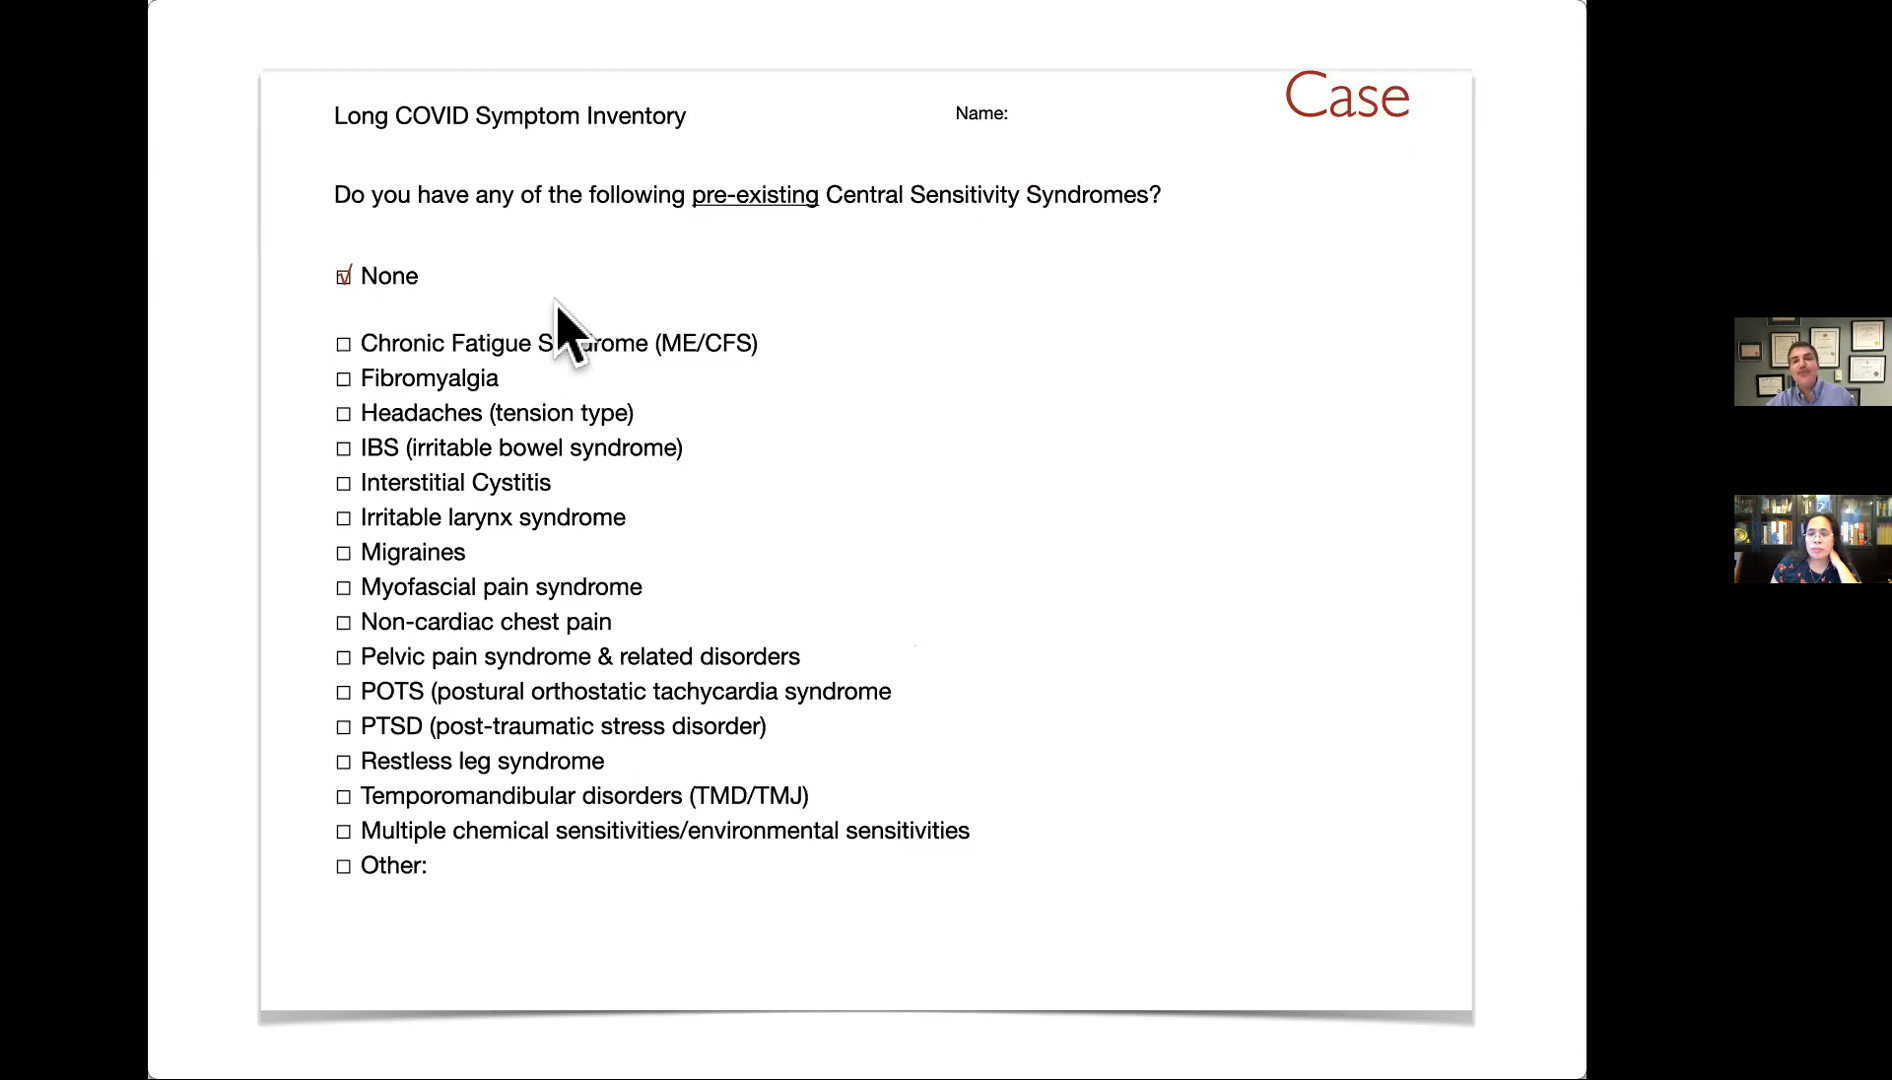 Case
Long COVID Symptom Inventory Name:
Do you have any of the following pre-existing Central Sensitivity Syndromes?
☑ None
☐ Chronic Fatigue Syndrome (ME/CFS)
☐ Fibromyalgia
☐ Headaches (tension type)
☐ IBS (irritable bowel syndrome)
☐ Interstitial Cystitis
☐ Irritable larynx syndrome
☐ Migraines
☐ Myofascial pain syndrome
☐ Non-cardiac chest pain
☐ Pelvic pain syndrome & related disorders
☐ POTS (postural orthostatic tachycardia syndrome
☐ PTSD (post-traumatic stress disorder)
☐ Restless leg syndrome
☐ Temporomandibular disorders (TMD/TMJ)
☐ Multiple chemical sensitivities/environmental sensitivities
☐ Other: